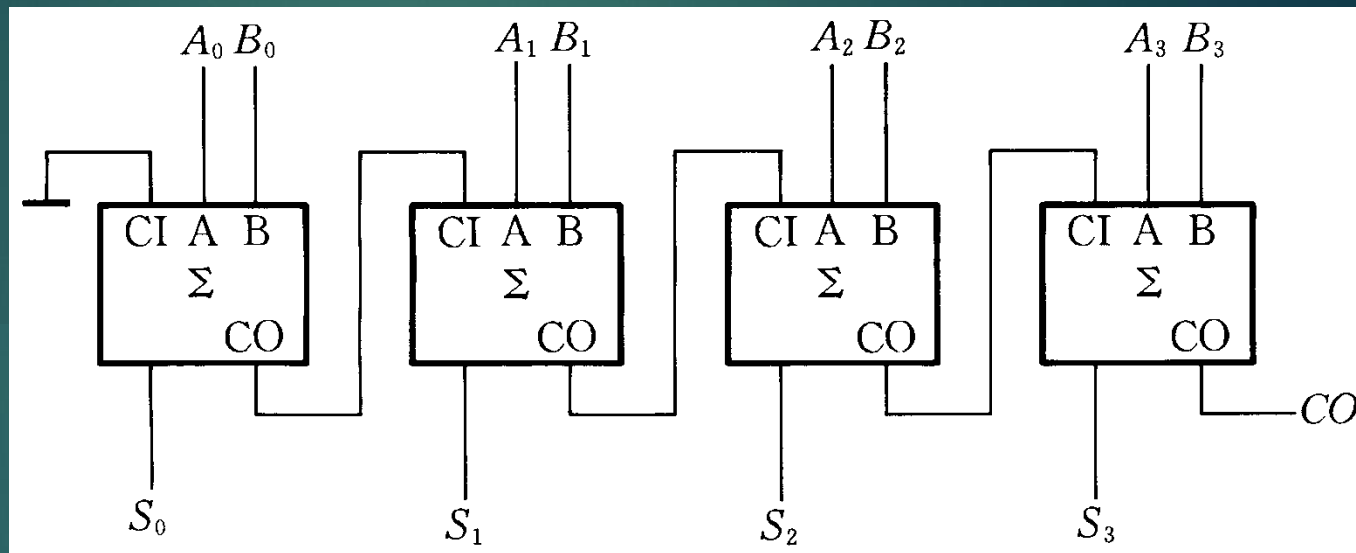 A₀ B₀ A₁ B₁ A₂ B₂ A₃ B₃
CI A B CI A B CI A B CI A B
Σ Σ Σ Σ
CO CO CO CO
CO
S₀ S₁ S₂ S₃